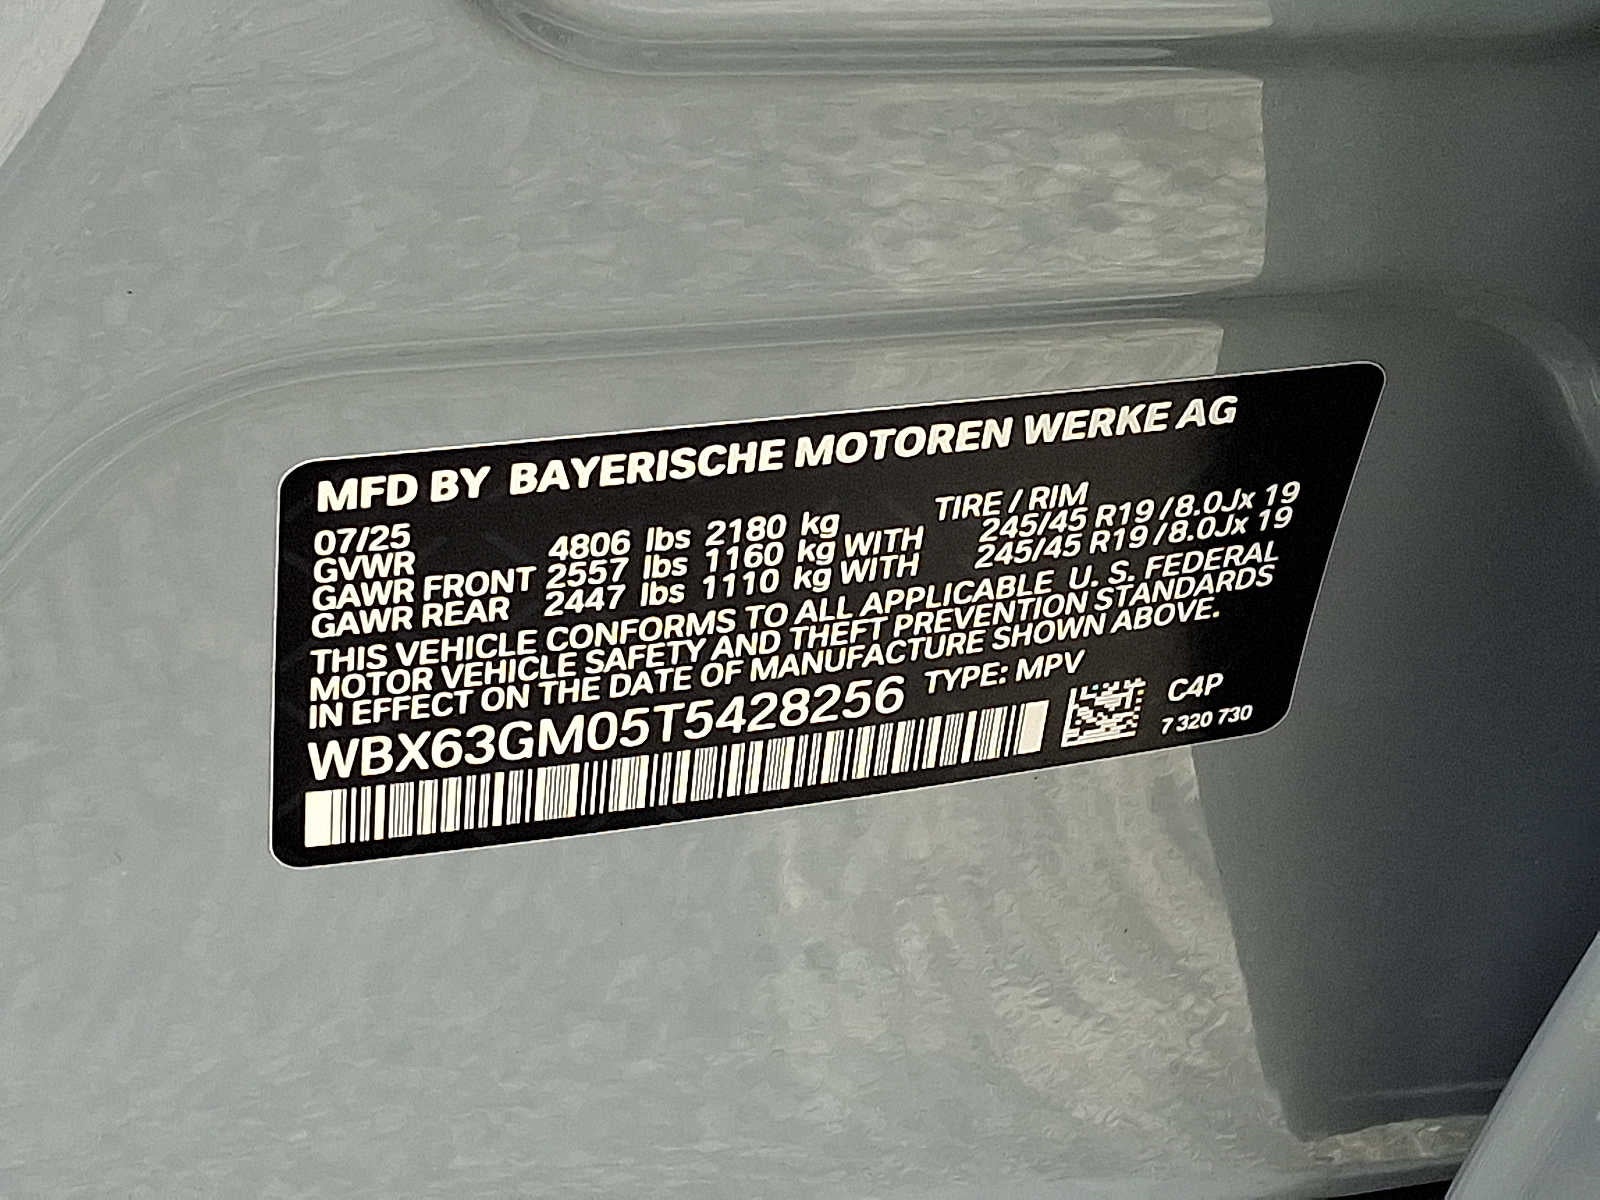 MFD BY BAYERISCHE MOTOREN WERKE AG
07/25 TIRE / RIM
GVWR 4806 lbs 2180 kg
GAWR FRONT 2557 lbs 1160 kg WITH 245/45 R19 / 8.0Jx 19
GAWR REAR 2447 lbs 1110 kg WITH 245/45 R19 / 8.0Jx 19
THIS VEHICLE CONFORMS TO ALL APPLICABLE U. S. FEDERAL
MOTOR VEHICLE SAFETY AND THEFT PREVENTION STANDARDS
IN EFFECT ON THE DATE OF MANUFACTURE SHOWN ABOVE.
WBX63GM05T5428256 TYPE: MPV
C4P
7 320 730